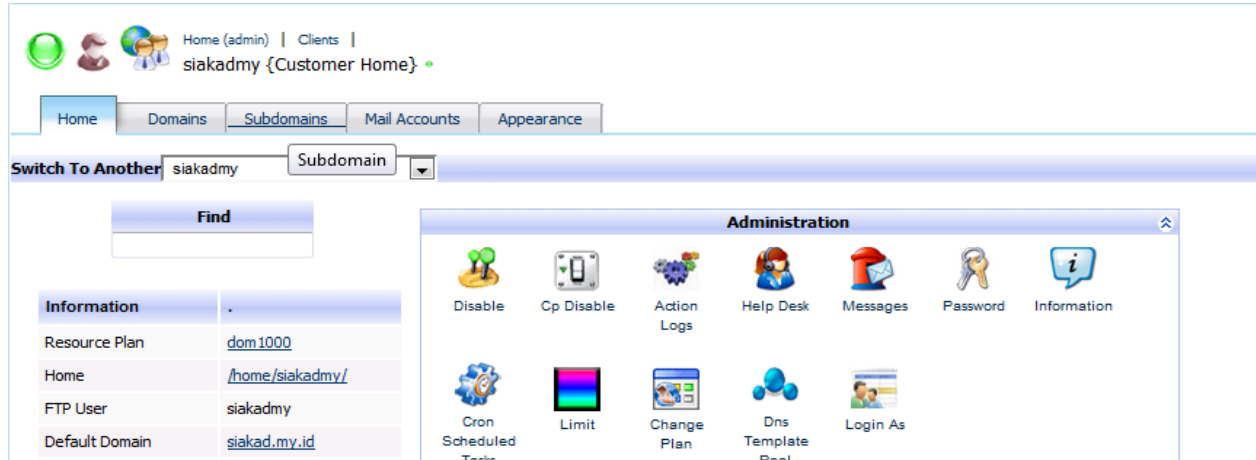 Home (admin) | Clients |
siakadmy {Customer Home}
Home Domains Subdomains Mail Accounts Appearance
Switch To Another siakadmy
Subdomain
Find
Administration
Disable Cp Disable Action Logs Help Desk Messages Password Information
Information .
Resource Plan dom1000
Home /home/siakadmy/
FTP User siakadmy
Default Domain siakad.my.id
Cron Scheduled Tasks Limit Change Plan Dns Template Pool Login As